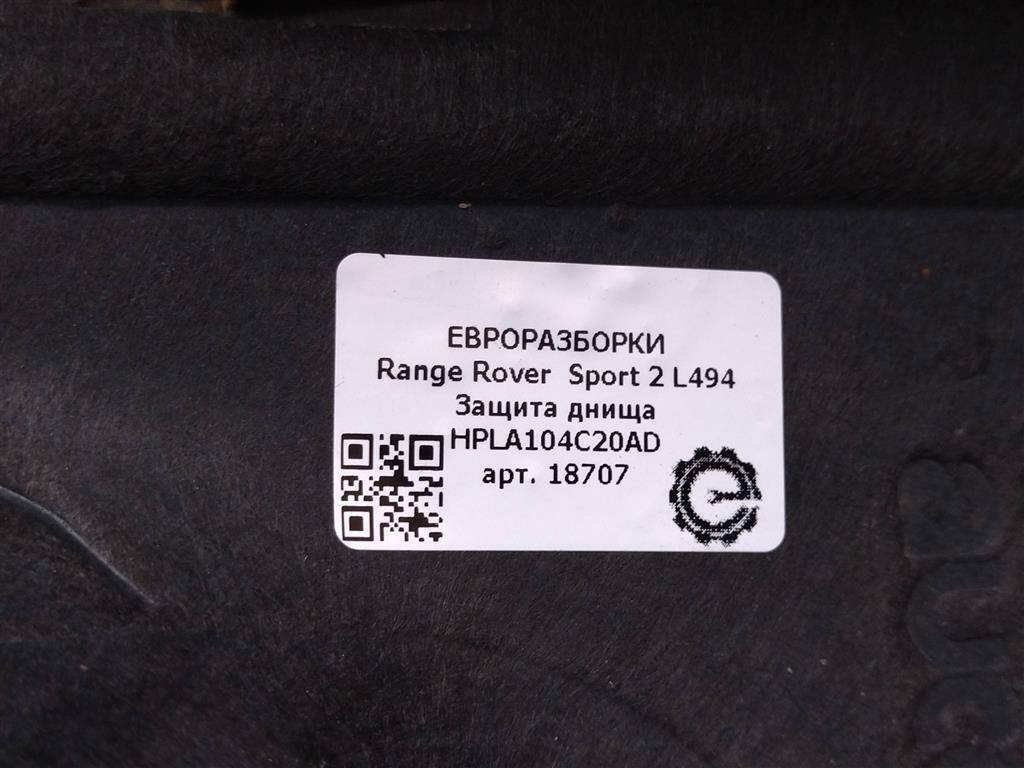 ЕВРОРАЗБОРКИ
Range Rover Sport 2 L494
Защита днища
HPLA104C20AD
арт. 18707